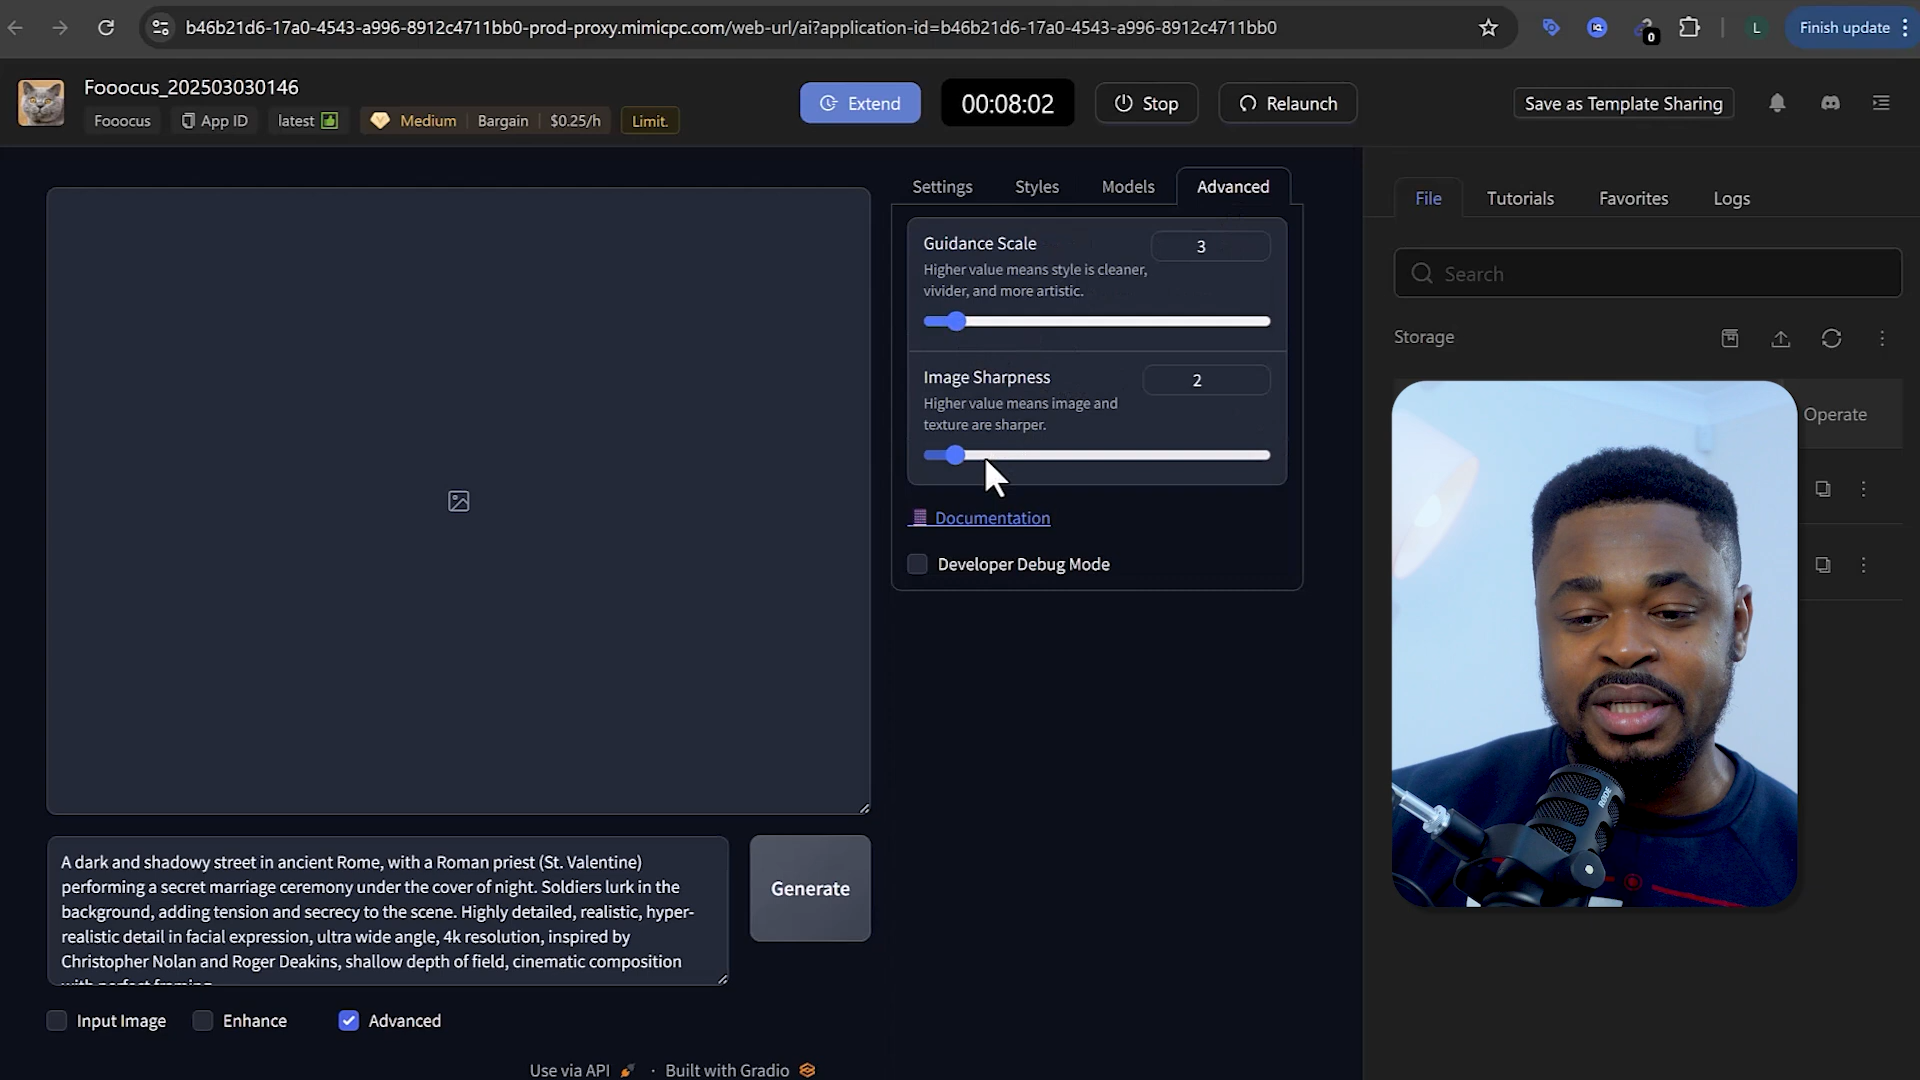 b46b21d6-17a0-4543-a996-8912c4711bb0-prod-proxy.mimicpc.com/web-url/ai?application-id=b46b21d6-17a0-4543-a996-8912c4711bb0
0
L
Finish update
Fooocus_202503030146
Fooocus
App ID
latest
Medium
Bargain
$0.25/h
Limit.
Extend
00:08:02
Stop
Relaunch
Save as Template Sharing
Settings
Styles
Models
Advanced
Guidance Scale
3
Higher value means style is cleaner,
vivider, and more artistic.
Image Sharpness
2
Higher value means image and
texture are sharper.
Documentation
Developer Debug Mode
File
Tutorials
Favorites
Logs
Search
Storage
Operate
RØDE
A dark and shadowy street in ancient Rome, with a Roman priest (St. Valentine)
performing a secret marriage ceremony under the cover of night. Soldiers lurk in the
background, adding tension and secrecy to the scene. Highly detailed, realistic, hyper-
realistic detail in facial expression, ultra wide angle, 4k resolution, inspired by
Christopher Nolan and Roger Deakins, shallow depth of field, cinematic composition
with perfect framing
Generate
Input Image
Enhance
Advanced
Use via API
·
Built with Gradio